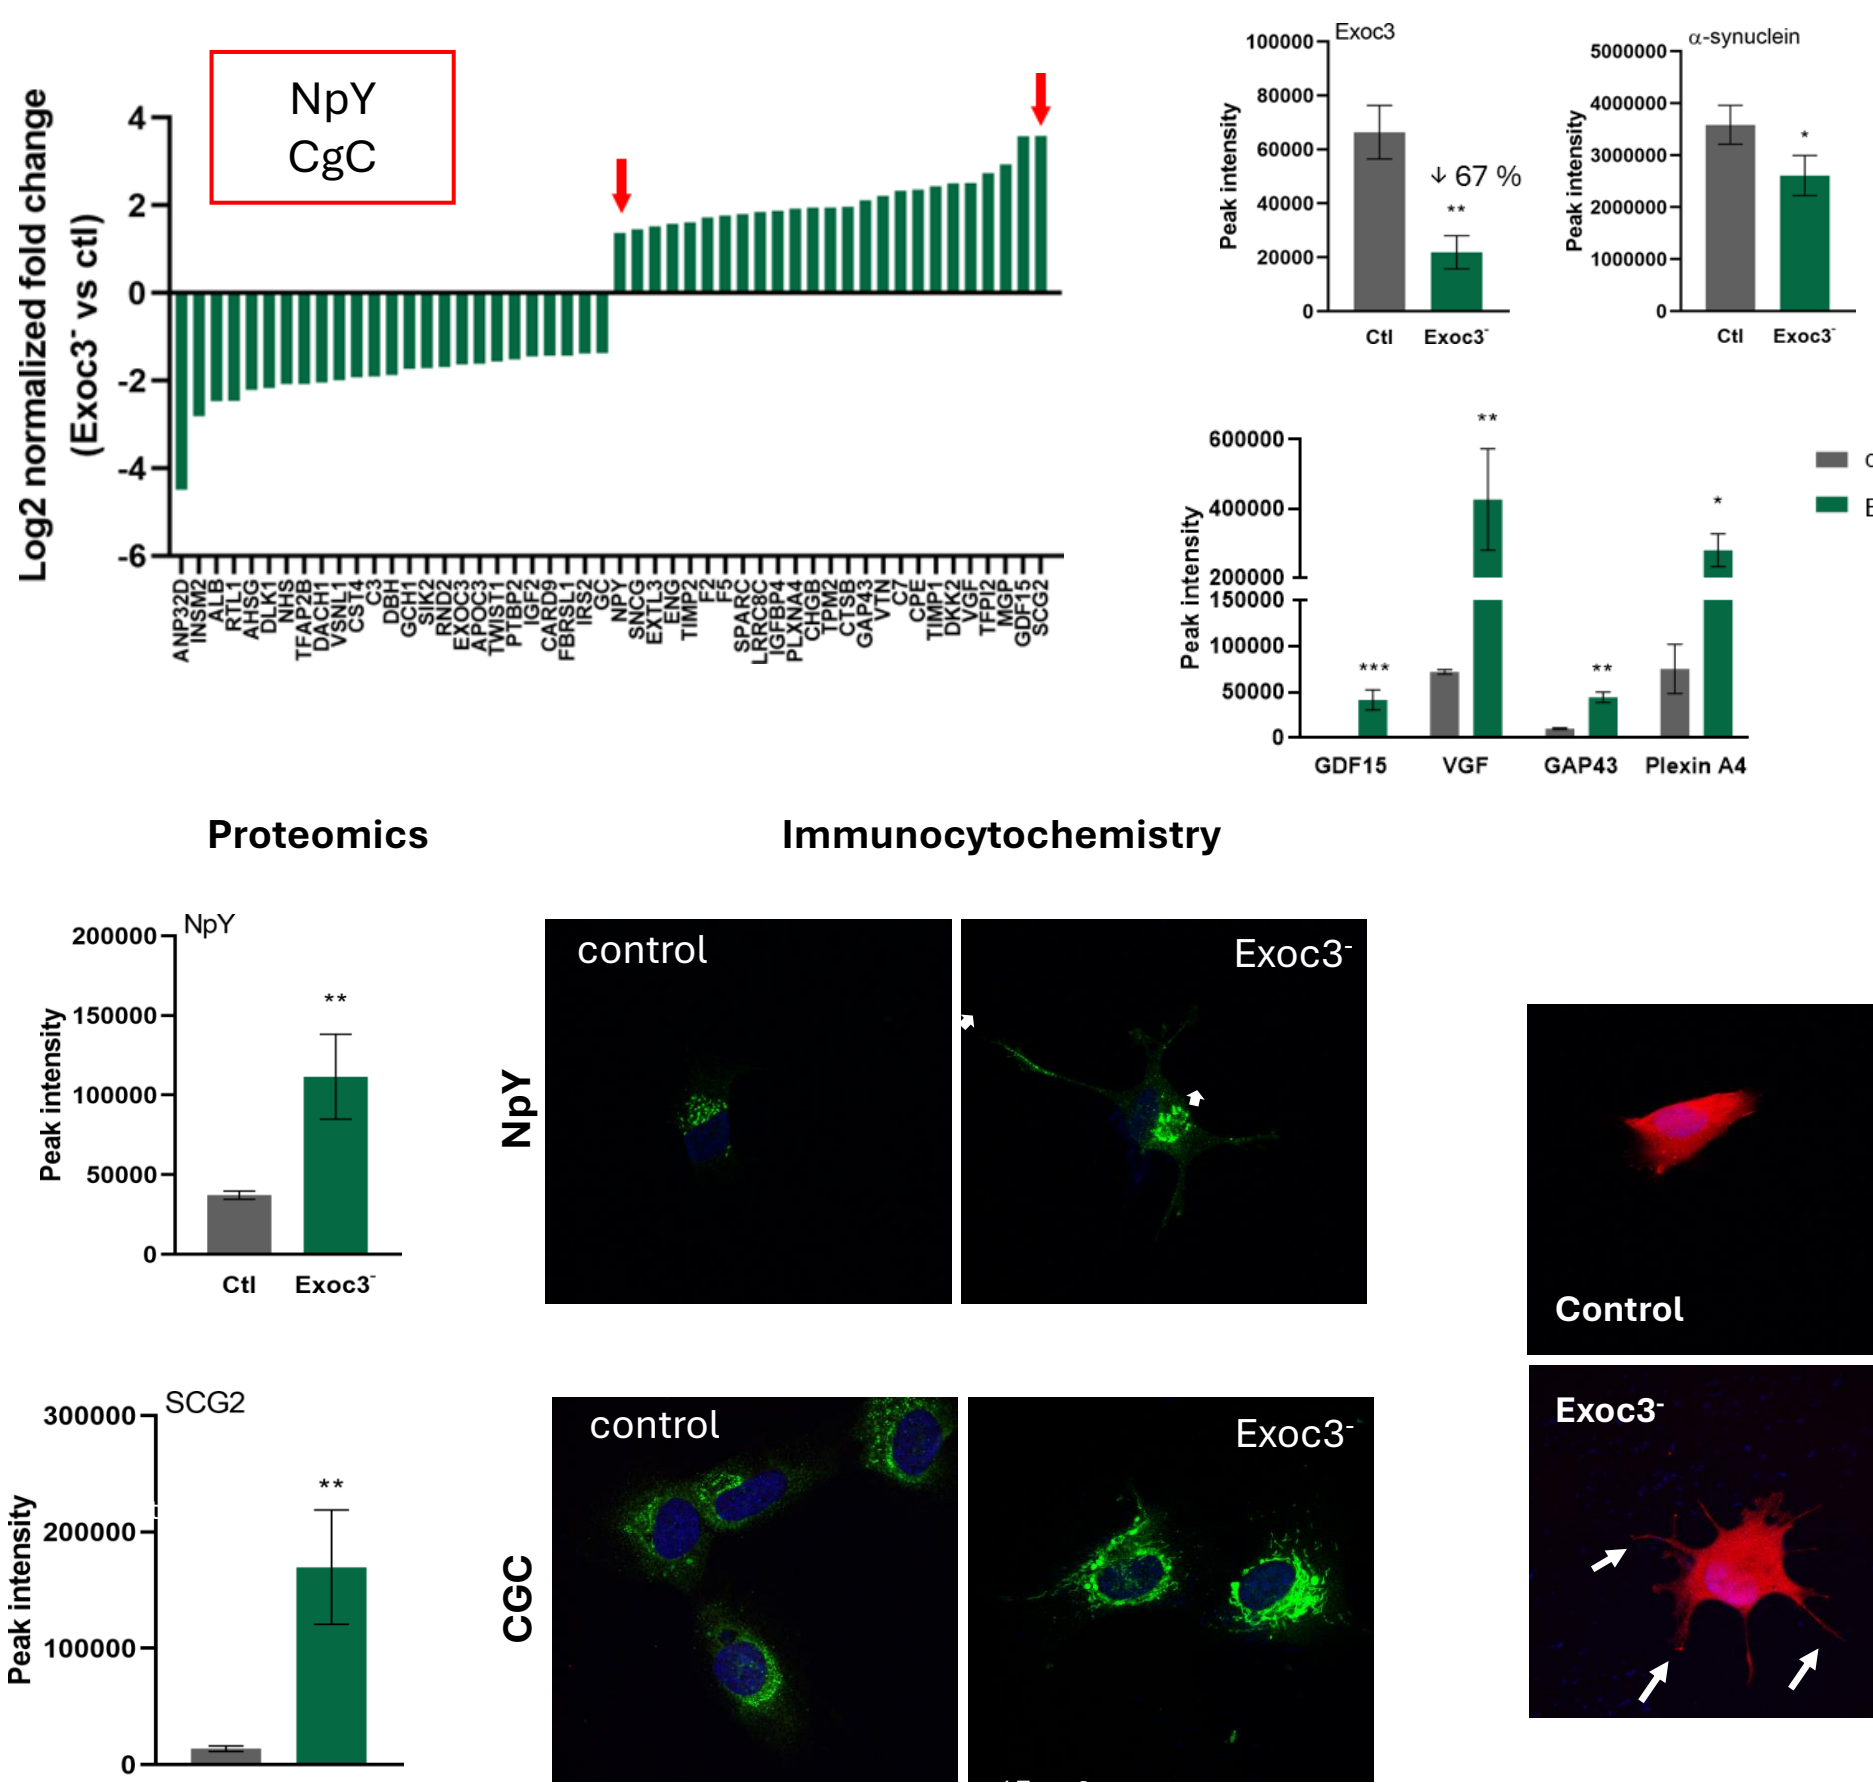 NpY
CgC
Log2 normalized fold change
(Exoc3⁻ vs ctl)
4
2
0
-2
-4
-6
ANP32D
INSM2
ALB
RTL1
AHSG
DLK1
NHS
TFAP2B
DACH1
VSNL1
CST4
C3
DBH
GCH1
SIK2
RND2
EXOC3
APOC3
TWIST1
PTBP2
IGF2
CARD9
FBRSL1
IRS2
GC
NPY
SNCG
EXTL3
ENG
TIMP2
F2
F5
SPARC
LRRC8C
IGFBP4
PLXNA4
CHGB
TPM2
CTSB
GAP43
VTN
C7
CPE
TIMP1
DKK2
VGF
TFPI2
MGP
GDF15
SCG2
Exoc3
Peak intensity
100000
80000
60000
40000
20000
0
↓ 67 %
**
Ctl Exoc3⁻
α-synuclein
Peak intensity
5000000
4000000
3000000
2000000
1000000
0
*
Ctl Exoc3⁻
Peak intensity
600000
400000
200000
150000
100000
50000
0
***
**
**
*
GDF15 VGF GAP43 Plexin A4
Proteomics
Immunocytochemistry
NpY
Peak intensity
200000
150000
100000
50000
0
**
Ctl Exoc3⁻
NpY
control
Exoc3⁻
Control
Exoc3⁻
SCG2
Peak intensity
300000
200000
100000
0
**
CGC
control
Exoc3⁻